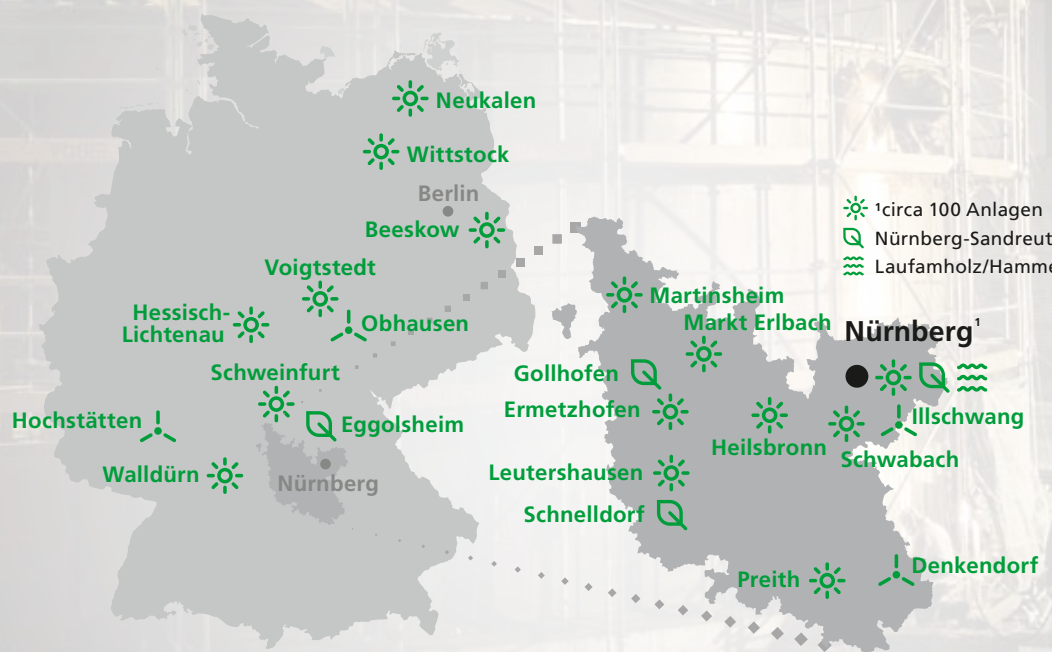 Neukalen
Wittstock
Berlin
Beeskow
Voigtstedt
Hessisch-
Lichtenau
Obhausen
Schweinfurt
Hochstätten
Eggolsheim
Walldürn
Nürnberg
¹circa 100 Anlagen
Nürnberg-Sandreut
Laufamholz/Hamme
Martinsheim
Markt Erlbach
Nürnberg¹
Gollhofen
Ermetzhofen
Illschwang
Heilsbronn
Schwabach
Leutershausen
Schnelldorf
Denkendorf
Preith